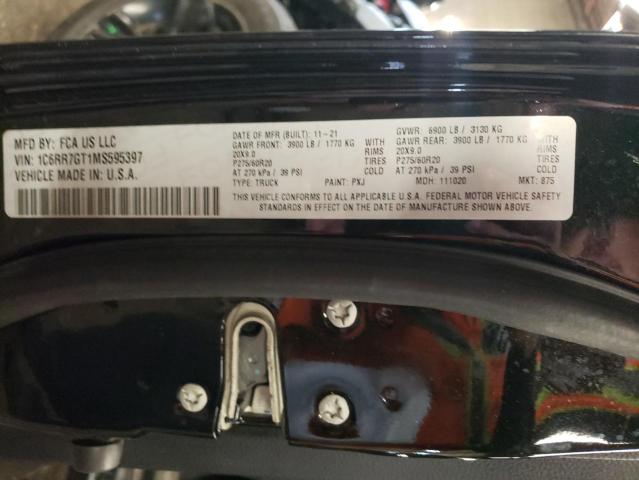 MFD BY: FCA US LLC
VIN: 1C6RR7GT1MS595397
VEHICLE MADE IN: U.S.A.
DATE OF MFR (BUILT): 11-21
GAWR FRONT: 3900 LB / 1770 KG WITH
20X9.0 RIMS
P275/60R20 TIRES
AT 270 kPa / 39 PSI COLD
TYPE: TRUCK PAINT: PXJ
GVWR: 6900 LB / 3130 KG
GAWR REAR: 3900 LB / 1770 KG WITH
20X9.0 RIMS
P275/60R20 TIRES
AT 270 kPa / 39 PSI COLD
MDH: 111020 MKT: 875
THIS VEHICLE CONFORMS TO ALL APPLICABLE U.S.A. FEDERAL MOTOR VEHICLE SAFETY
STANDARDS IN EFFECT ON THE DATE OF MANUFACTURE SHOWN ABOVE.